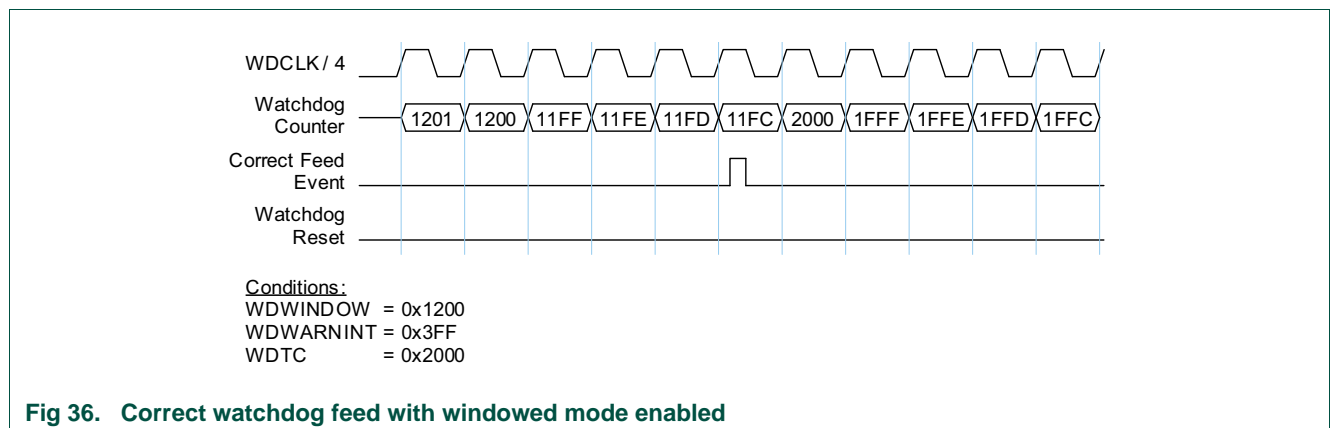 WDCLK / 4
Watchdog Counter 1201 1200 11FF 11FE 11FD 11FC 2000 1FFF 1FFE 1FFD 1FFC
Correct Feed Event
Watchdog Reset
Conditions:
WDWINDOW = 0x1200
WDWARNINT = 0x3FF
WDTC = 0x2000
Fig 36. Correct watchdog feed with windowed mode enabled